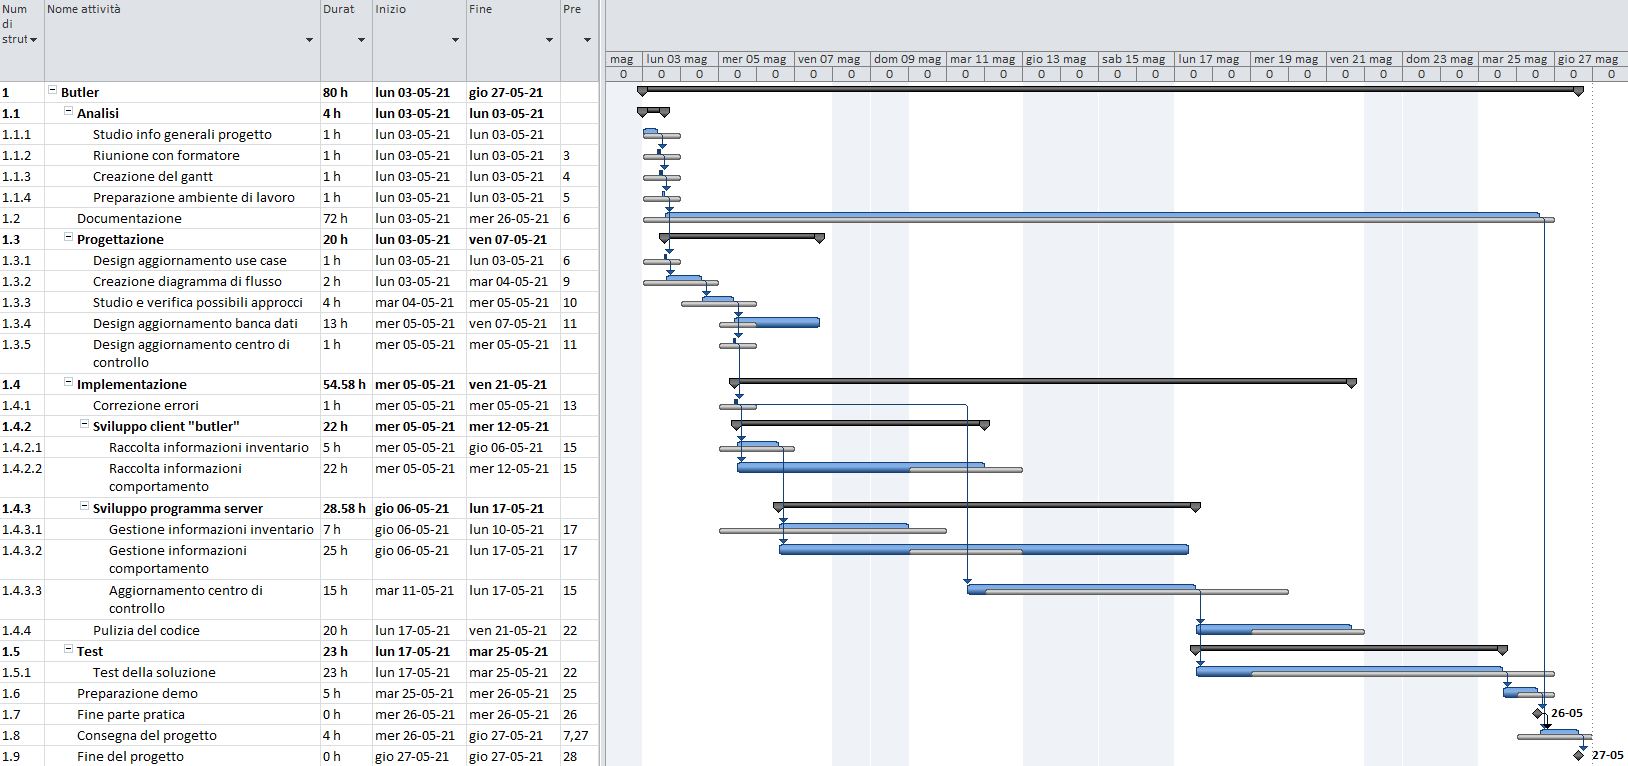 Num di strut Nome attività Durat Inizio Fine Pre
mag lun 03 mag mer 05 mag ven 07 mag dom 09 mag mar 11 mag gio 13 mag sab 15 mag lun 17 mag mer 19 mag ven 21 mag dom 23 mag mar 25 mag gio 27 mag
0 0 0 0 0 0 0 0 0 0 0 0 0 0 0 0 0 0 0 0 0 0 0 0 0 0 0
1 Butler 80 h lun 03-05-21 gio 27-05-21
1.1 Analisi 4 h lun 03-05-21 lun 03-05-21
1.1.1 Studio info generali progetto 1 h lun 03-05-21 lun 03-05-21
1.1.2 Riunione con formatore 1 h lun 03-05-21 lun 03-05-21 3
1.1.3 Creazione del gantt 1 h lun 03-05-21 lun 03-05-21 4
1.1.4 Preparazione ambiente di lavoro 1 h lun 03-05-21 lun 03-05-21 5
1.2 Documentazione 72 h lun 03-05-21 mer 26-05-21 6
1.3 Progettazione 20 h lun 03-05-21 ven 07-05-21
1.3.1 Design aggiornamento use case 1 h lun 03-05-21 lun 03-05-21 6
1.3.2 Creazione diagramma di flusso 2 h lun 03-05-21 mar 04-05-21 9
1.3.3 Studio e verifica possibili approcci 4 h mar 04-05-21 mer 05-05-21 10
1.3.4 Design aggiornamento banca dati 13 h mer 05-05-21 ven 07-05-21 11
1.3.5 Design aggiornamento centro di 1 h mer 05-05-21 mer 05-05-21 11
controllo
1.4 Implementazione 54.58 h mer 05-05-21 ven 21-05-21
1.4.1 Correzione errori 1 h mer 05-05-21 mer 05-05-21 13
1.4.2 Sviluppo client "butler" 22 h mer 05-05-21 mer 12-05-21
1.4.2.1 Raccolta informazioni inventario 5 h mer 05-05-21 gio 06-05-21 15
1.4.2.2 Raccolta informazioni 22 h mer 05-05-21 mer 12-05-21 15
comportamento
1.4.3 Sviluppo programma server 28.58 h gio 06-05-21 lun 17-05-21
1.4.3.1 Gestione informazioni inventario 7 h gio 06-05-21 lun 10-05-21 17
1.4.3.2 Gestione informazioni 25 h gio 06-05-21 lun 17-05-21 17
comportamento
1.4.3.3 Aggiornamento centro di 15 h mar 11-05-21 lun 17-05-21 15
controllo
1.4.4 Pulizia del codice 20 h lun 17-05-21 ven 21-05-21 22
1.5 Test 23 h lun 17-05-21 mar 25-05-21
1.5.1 Test della soluzione 23 h lun 17-05-21 mar 25-05-21 22
1.6 Preparazione demo 5 h mar 25-05-21 mer 26-05-21 25
1.7 Fine parte pratica 0 h mer 26-05-21 mer 26-05-21 26 26-05
1.8 Consegna del progetto 4 h mer 26-05-21 gio 27-05-21 7,27
1.9 Fine del progetto 0 h gio 27-05-21 gio 27-05-21 28 27-05